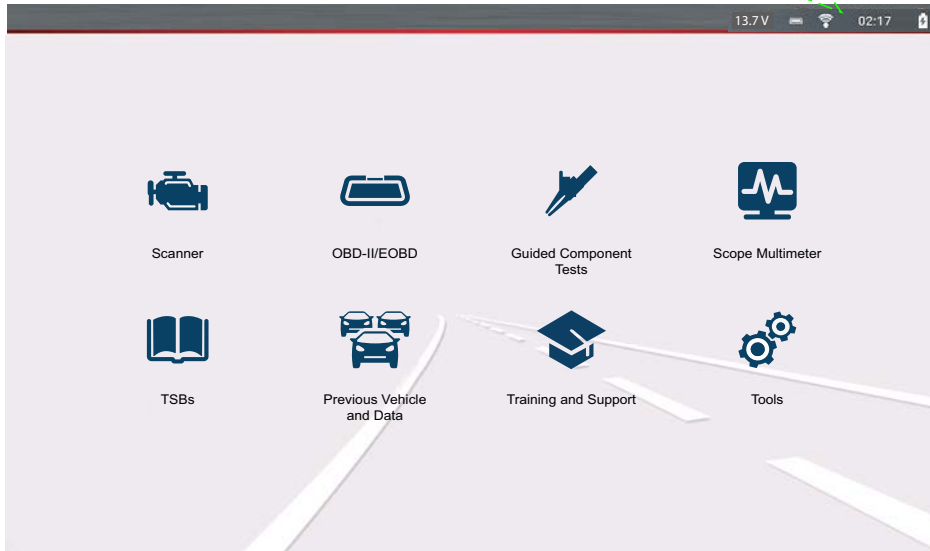 13.7 V 02:17
Scanner
OBD-II/EOBD
Guided Component
Tests
Scope Multimeter
TSBs
Previous Vehicle
and Data
Training and Support
Tools